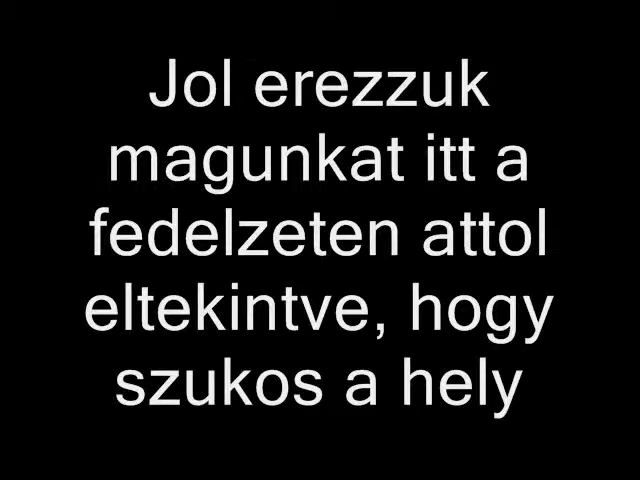 Jol erezzuk
magunkat itt a
fedelzeten attol
eltekintve, hogy
szukos a hely